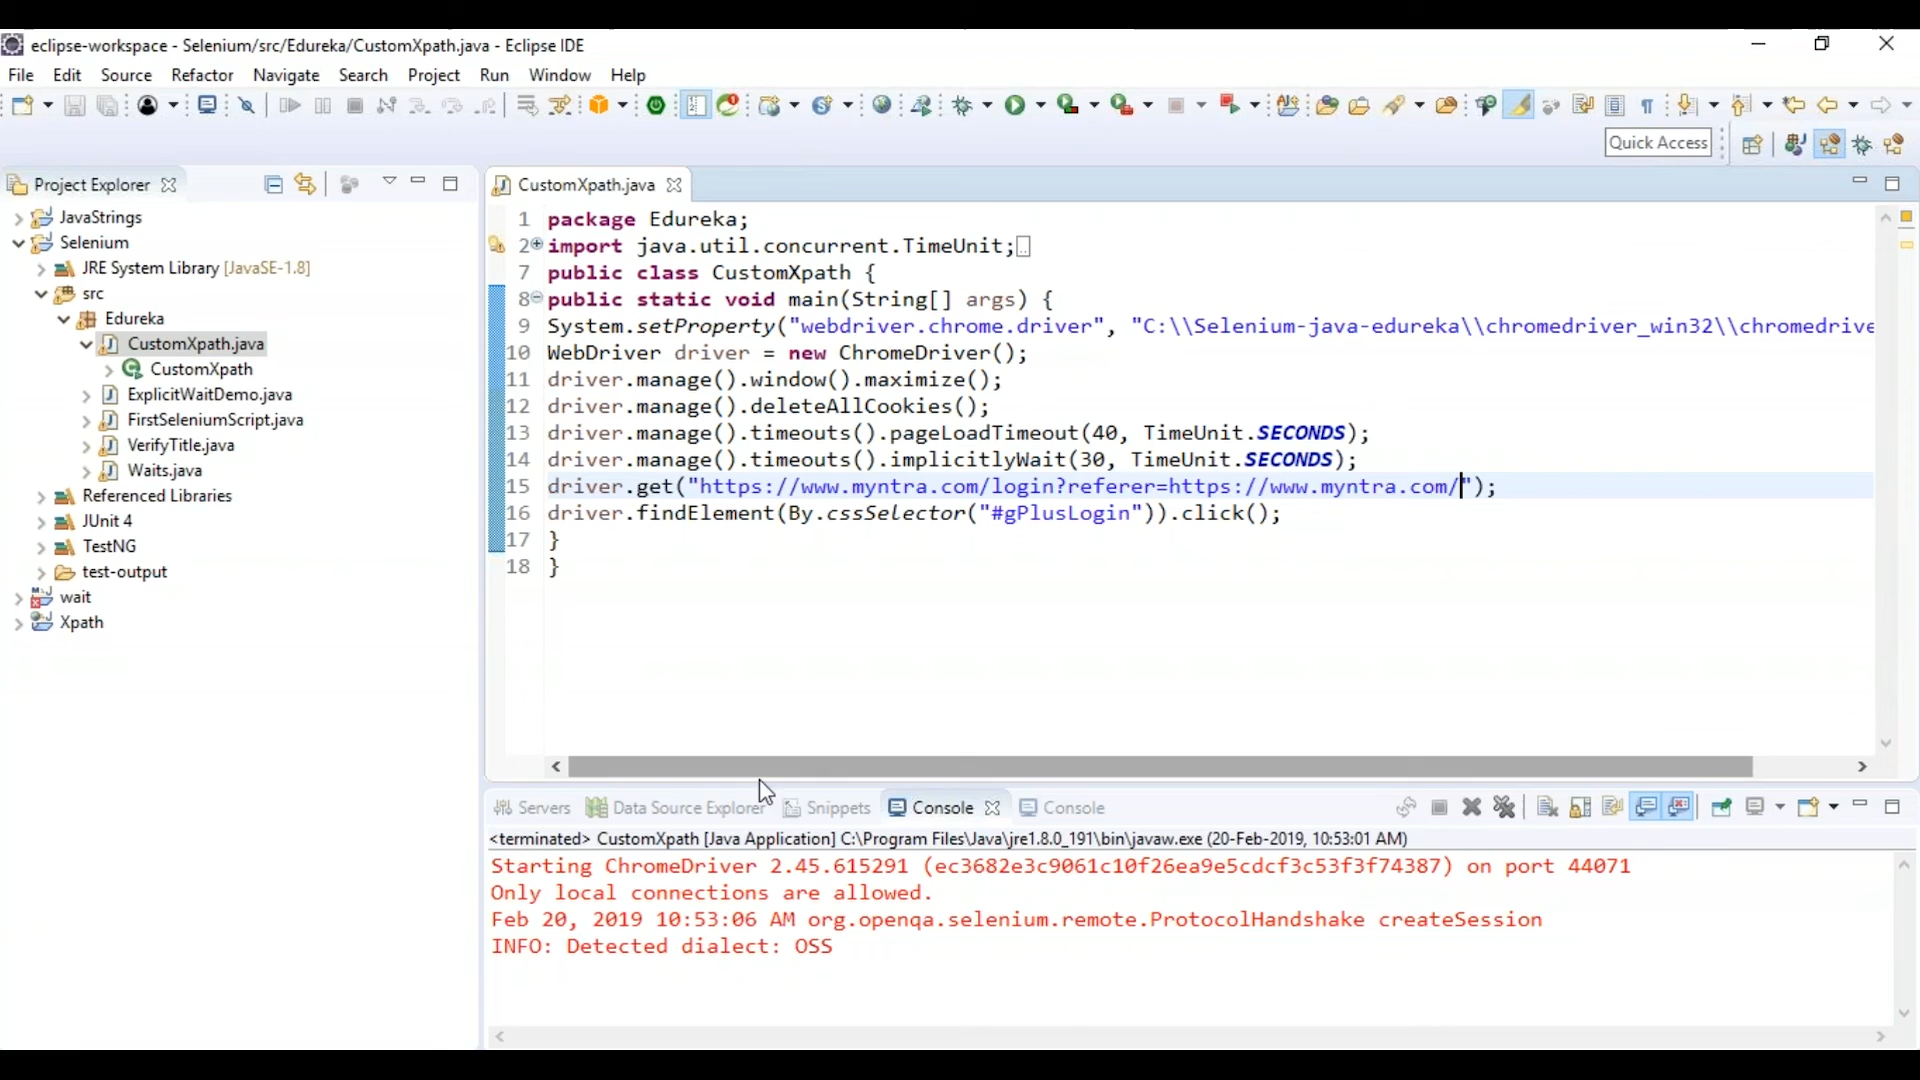 eclipse-workspace - Selenium/src/Edureka/CustomXpath.java - Eclipse IDE
File Edit Source Refactor Navigate Search Project Run Window Help
Quick Access
Project Explorer
JavaStrings
Selenium
JRE System Library [JavaSE-1.8]
src
Edureka
CustomXpath.java
CustomXpath
ExplicitWaitDemo.java
FirstSeleniumScript.java
VerifyTitle.java
Waits.java
Referenced Libraries
JUnit 4
TestNG
test-output
wait
Xpath
CustomXpath.java
1 package Edureka;
2 import java.util.concurrent.TimeUnit;
7 public class CustomXpath {
8 public static void main(String[] args) {
9 System.setProperty("webdriver.chrome.driver", "C:\\Selenium-java-edureka\\chromedriver_win32\\chromedrive
10 WebDriver driver = new ChromeDriver();
11 driver.manage().window().maximize();
12 driver.manage().deleteAllCookies();
13 driver.manage().timeouts().pageLoadTimeout(40, TimeUnit.SECONDS);
14 driver.manage().timeouts().implicitlyWait(30, TimeUnit.SECONDS);
15 driver.get("https://www.myntra.com/login?referer=https://www.myntra.com/");
16 driver.findElement(By.cssSelector("#gPlusLogin")).click();
17 }
18 }
Servers Data Source Explorer Snippets Console Console
<terminated> CustomXpath [Java Application] C:\Program Files\Java\jre1.8.0_191\bin\javaw.exe (20-Feb-2019, 10:53:01 AM)
Starting ChromeDriver 2.45.615291 (ec3682e3c9061c10f26ea9e5cdcf3c53f3f74387) on port 44071
Only local connections are allowed.
Feb 20, 2019 10:53:06 AM org.openqa.selenium.remote.ProtocolHandshake createSession
INFO: Detected dialect: OSS